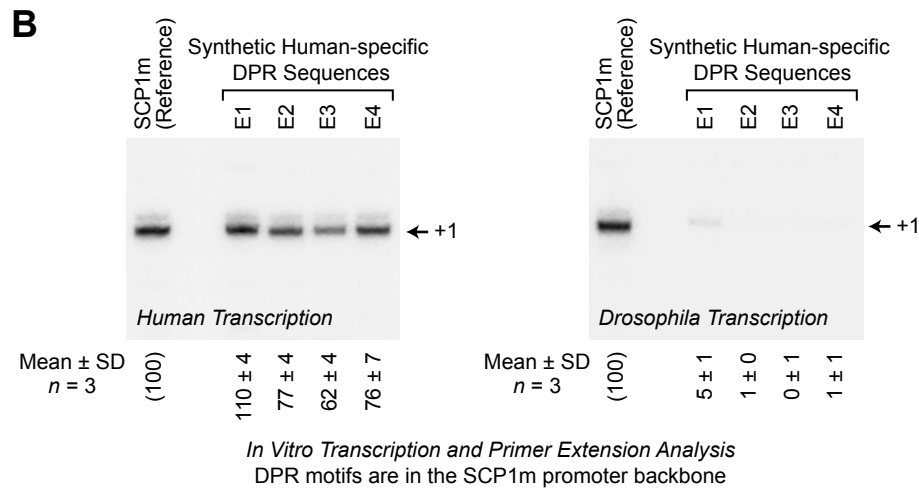 B
SCP1m
(Reference)
Synthetic Human-specific
DPR Sequences
E1
E2
E3
E4
+1
Human Transcription
Mean ± SD
n = 3
(100)
110 ± 4
77 ± 4
62 ± 4
76 ± 7
SCP1m
(Reference)
Synthetic Human-specific
DPR Sequences
E1
E2
E3
E4
+1
Drosophila Transcription
Mean ± SD
n = 3
(100)
5 ± 1
1 ± 0
0 ± 1
1 ± 1
In Vitro Transcription and Primer Extension Analysis
DPR motifs are in the SCP1m promoter backbone